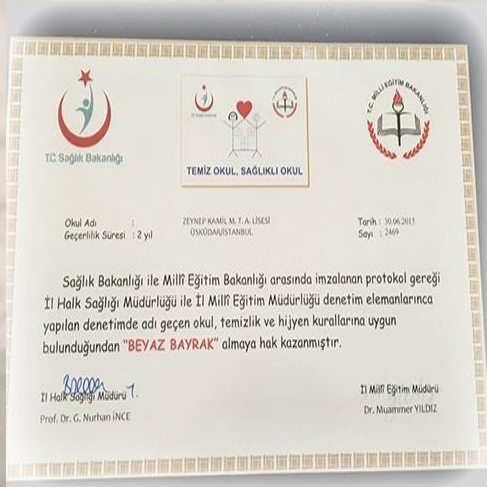 T.C. Sağlık Bakanlığı
TEMİZ OKUL, SAĞLIKLI OKUL
T.C. MİLLÎ EĞİTİM BAKANLIĞI
Okul Adı : ZEYNEP KAMİL M. T. A. LİSESİ
ÜSKÜDAR/İSTANBUL
Geçerlilik Süresi : 2 yıl
Tarih : 30.06.2015
Sayı : 2469
Sağlık Bakanlığı ile Millî Eğitim Bakanlığı arasında imzalanan protokol gereği
İl Halk Sağlığı Müdürlüğü ile İl Millî Eğitim Müdürlüğü denetim elemanlarınca
yapılan denetimde adı geçen okul, temizlik ve hijyen kurallarına uygun
bulunduğundan "BEYAZ BAYRAK" almaya hak kazanmıştır.
İl Halk Sağlığı Müdürü
Prof. Dr. G. Nurhan İNCE
İl Millî Eğitim Müdürü
Dr. Muammer YILDIZ